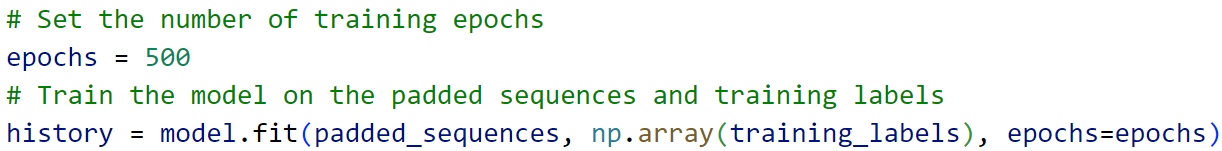 # Set the number of training epochs
epochs = 500
# Train the model on the padded sequences and training labels
history = model.fit(padded_sequences, np.array(training_labels), epochs=epochs)